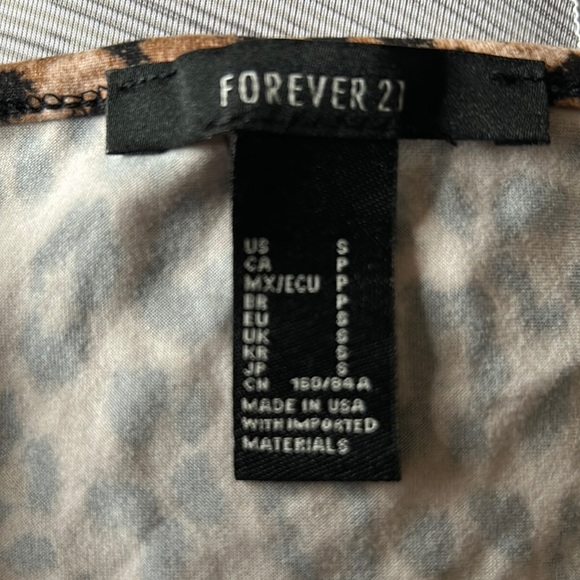 FOREVER 21
US S
CA P
MX/ECU P
BR P
EU S
UK S
KR S
JP S
CN 160/84A
MADE IN USA
WITH IMPORTED
MATERIALS